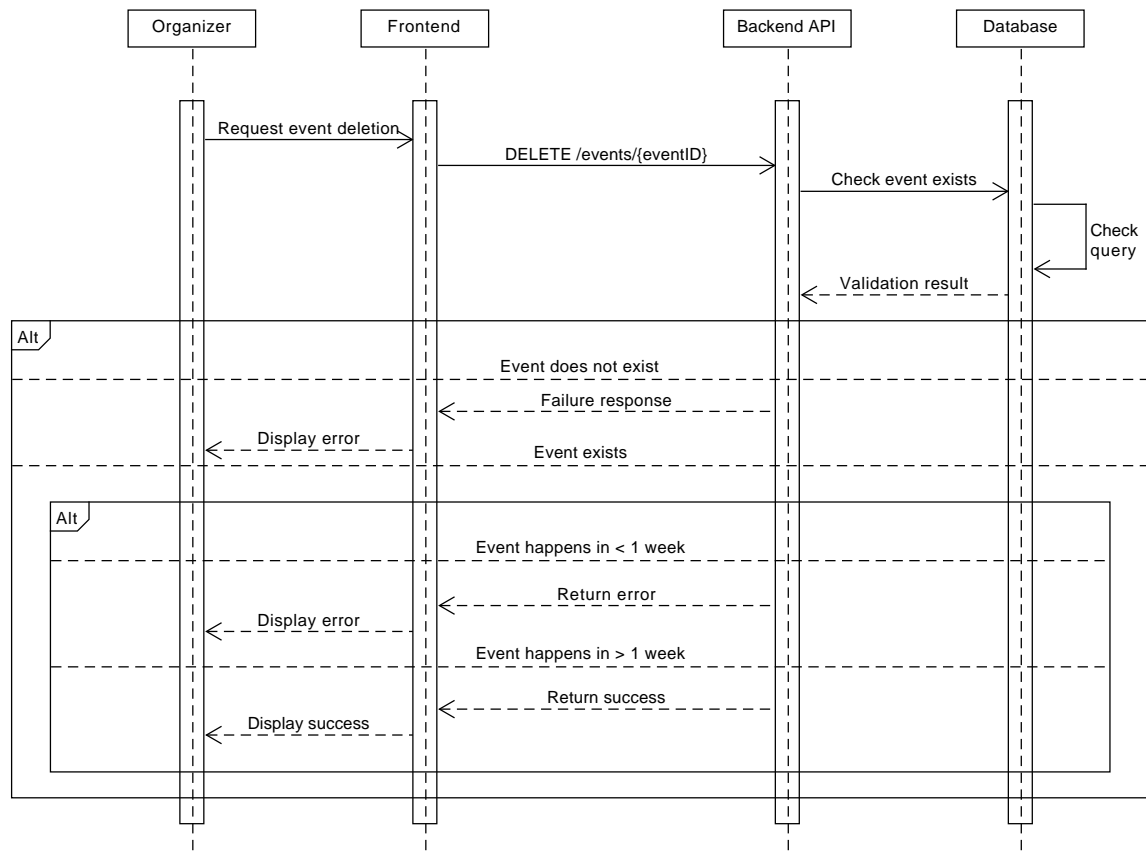 Organizer
Frontend
Backend API
Database
Request event deletion
DELETE /events/{eventID}
Check event exists
Check
query
Validation result
Alt
Event does not exist
Failure response
Display error
Event exists
Alt
Event happens in < 1 week
Return error
Display error
Event happens in > 1 week
Return success
Display success